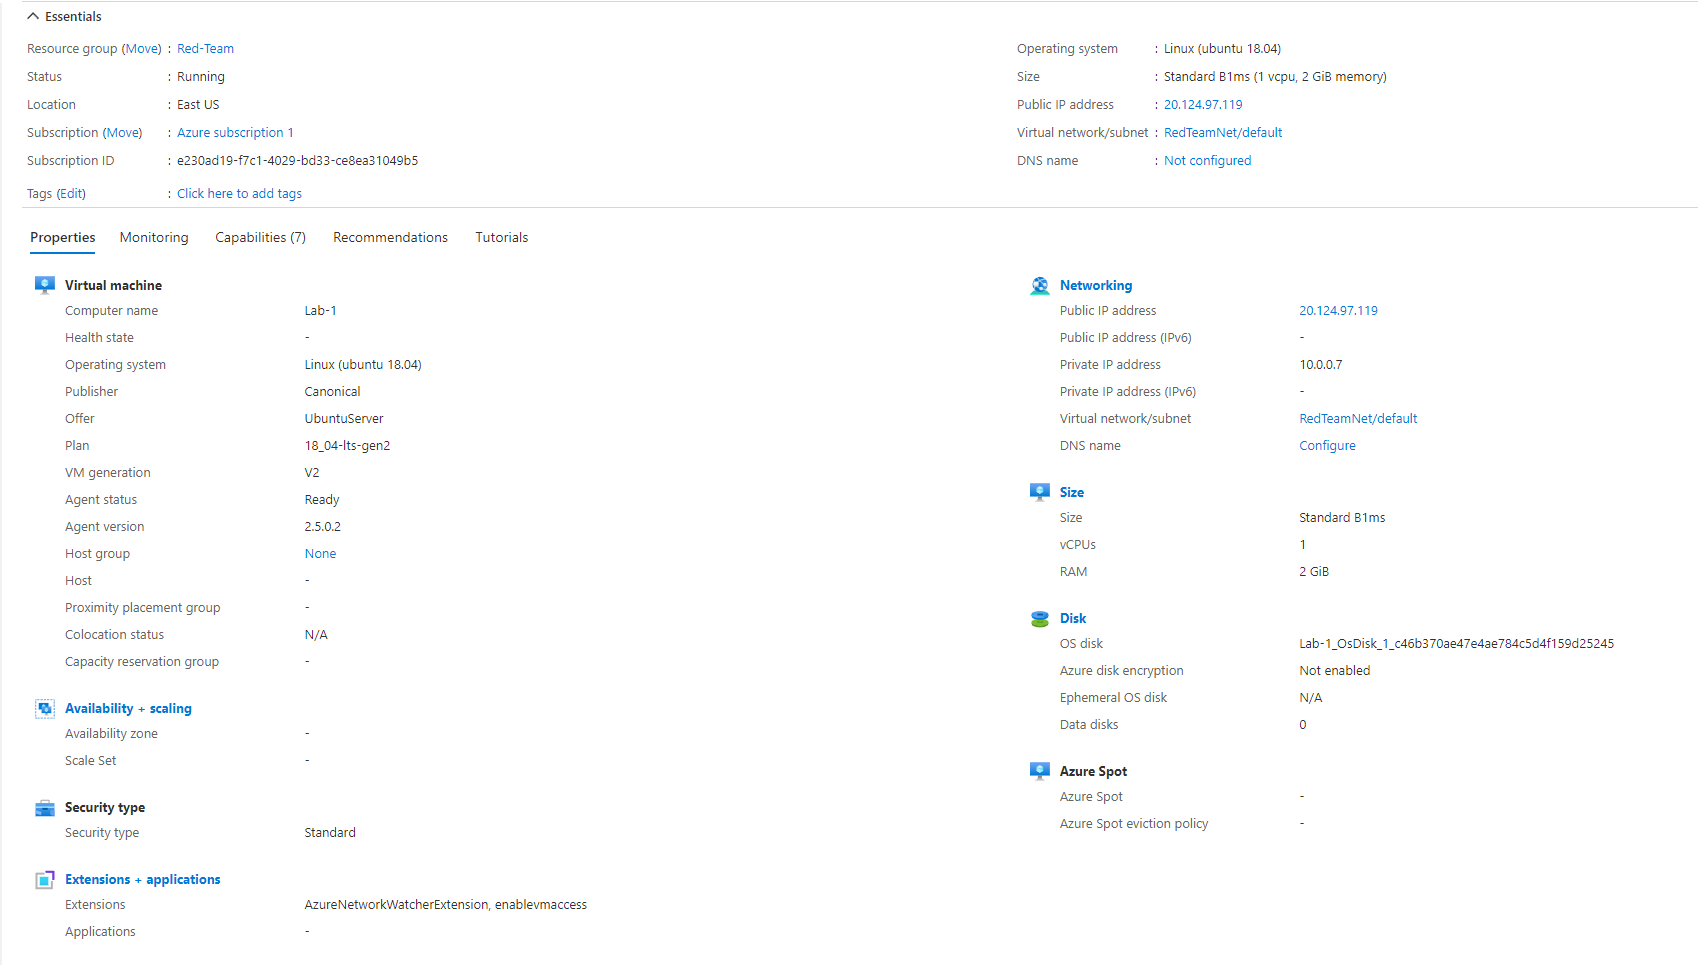 Essentials
Resource group (Move) : Red-Team
Status : Running
Location : East US
Subscription (Move) : Azure subscription 1
Subscription ID : e230ad19-f7c1-4029-bd33-ce8ea31049b5
Tags (Edit) : Click here to add tags
Operating system : Linux (ubuntu 18.04)
Size : Standard B1ms (1 vcpu, 2 GiB memory)
Public IP address : 20.124.97.119
Virtual network/subnet : RedTeamNet/default
DNS name : Not configured
Properties Monitoring Capabilities (7) Recommendations Tutorials
Virtual machine
Computer name Lab-1
Health state -
Operating system Linux (ubuntu 18.04)
Publisher Canonical
Offer UbuntuServer
Plan 18_04-lts-gen2
VM generation V2
Agent status Ready
Agent version 2.5.0.2
Host group None
Host -
Proximity placement group -
Colocation status N/A
Capacity reservation group -
Availability + scaling
Availability zone -
Scale Set -
Security type
Security type Standard
Extensions + applications
Extensions AzureNetworkWatcherExtension, enablevmaccess
Applications -
Networking
Public IP address 20.124.97.119
Public IP address (IPv6) -
Private IP address 10.0.0.7
Private IP address (IPv6) -
Virtual network/subnet RedTeamNet/default
DNS name Configure
Size
Size Standard B1ms
vCPUs 1
RAM 2 GiB
Disk
OS disk Lab-1_OsDisk_1_c46b370ae47e4ae784c5d4f159d25245
Azure disk encryption Not enabled
Ephemeral OS disk N/A
Data disks 0
Azure Spot
Azure Spot -
Azure Spot eviction policy -